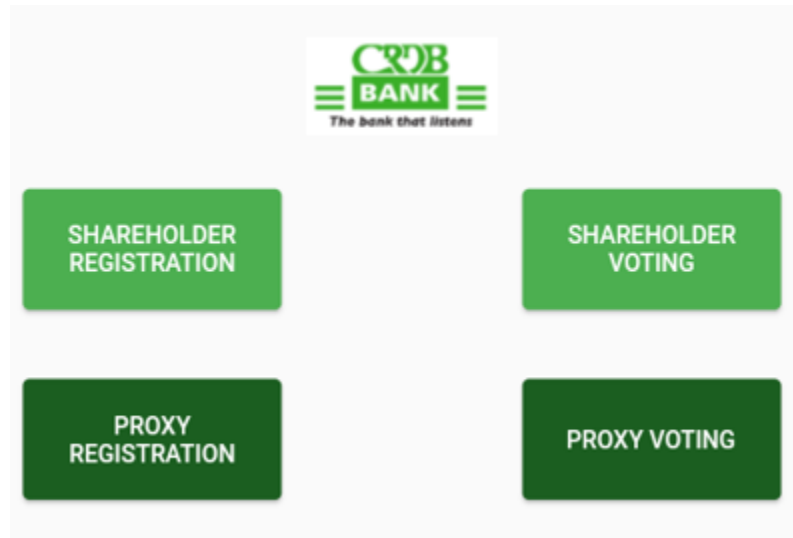 CRDB
BANK
The bank that listens
SHAREHOLDER
REGISTRATION
SHAREHOLDER
VOTING
PROXY
REGISTRATION
PROXY VOTING